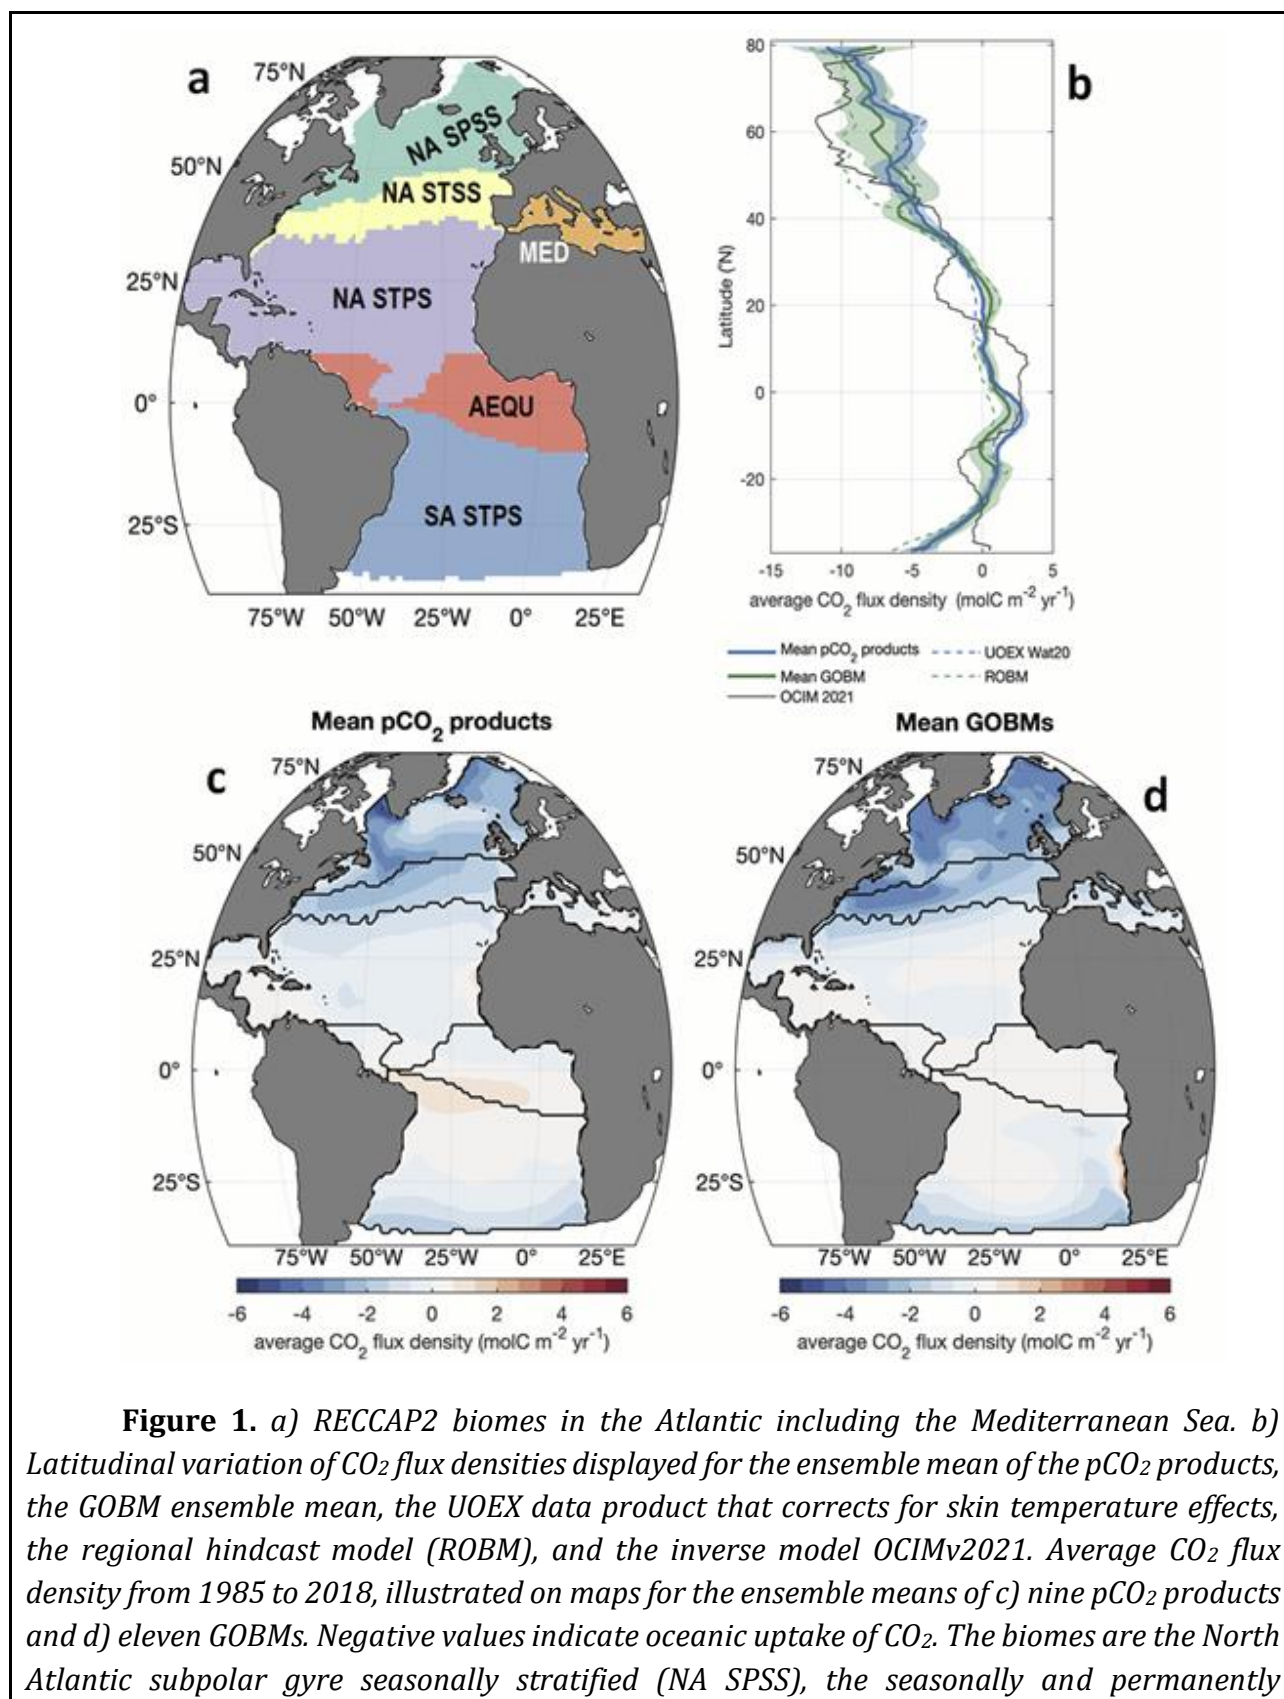 a
75°N
50°N
25°N
0°
25°S
75°W 50°W 25°W 0° 25°E
NA SPSS
NA STSS
MED
NA STPS
AEQU
SA STPS
b
80
60
40
20
0
-20
Latitude (°N)
-15 -10 -5 0 5
average CO2 flux density (molC m-2 yr-1)
Mean pCO2 products
UOEX Wat20
Mean GOBM
ROBM
OCIM 2021
Mean pCO2 products
c
75°N
50°N
25°N
0°
25°S
75°W 50°W 25°W 0° 25°E
-6 -4 -2 0 2 4 6
average CO2 flux density (molC m-2 yr-1)
Mean GOBMs
d
75°N
50°N
25°N
0°
25°S
75°W 50°W 25°W 0° 25°E
-6 -4 -2 0 2 4 6
average CO2 flux density (molC m-2 yr-1)
Figure 1. a) RECCAP2 biomes in the Atlantic including the Mediterranean Sea. b)
Latitudinal variation of CO2 flux densities displayed for the ensemble mean of the pCO2 products,
the GOBM ensemble mean, the UOEX data product that corrects for skin temperature effects,
the regional hindcast model (ROBM), and the inverse model OCIMv2021. Average CO2 flux
density from 1985 to 2018, illustrated on maps for the ensemble means of c) nine pCO2 products
and d) eleven GOBMs. Negative values indicate oceanic uptake of CO2. The biomes are the North
Atlantic subpolar gyre seasonally stratified (NA SPSS), the seasonally and permanently